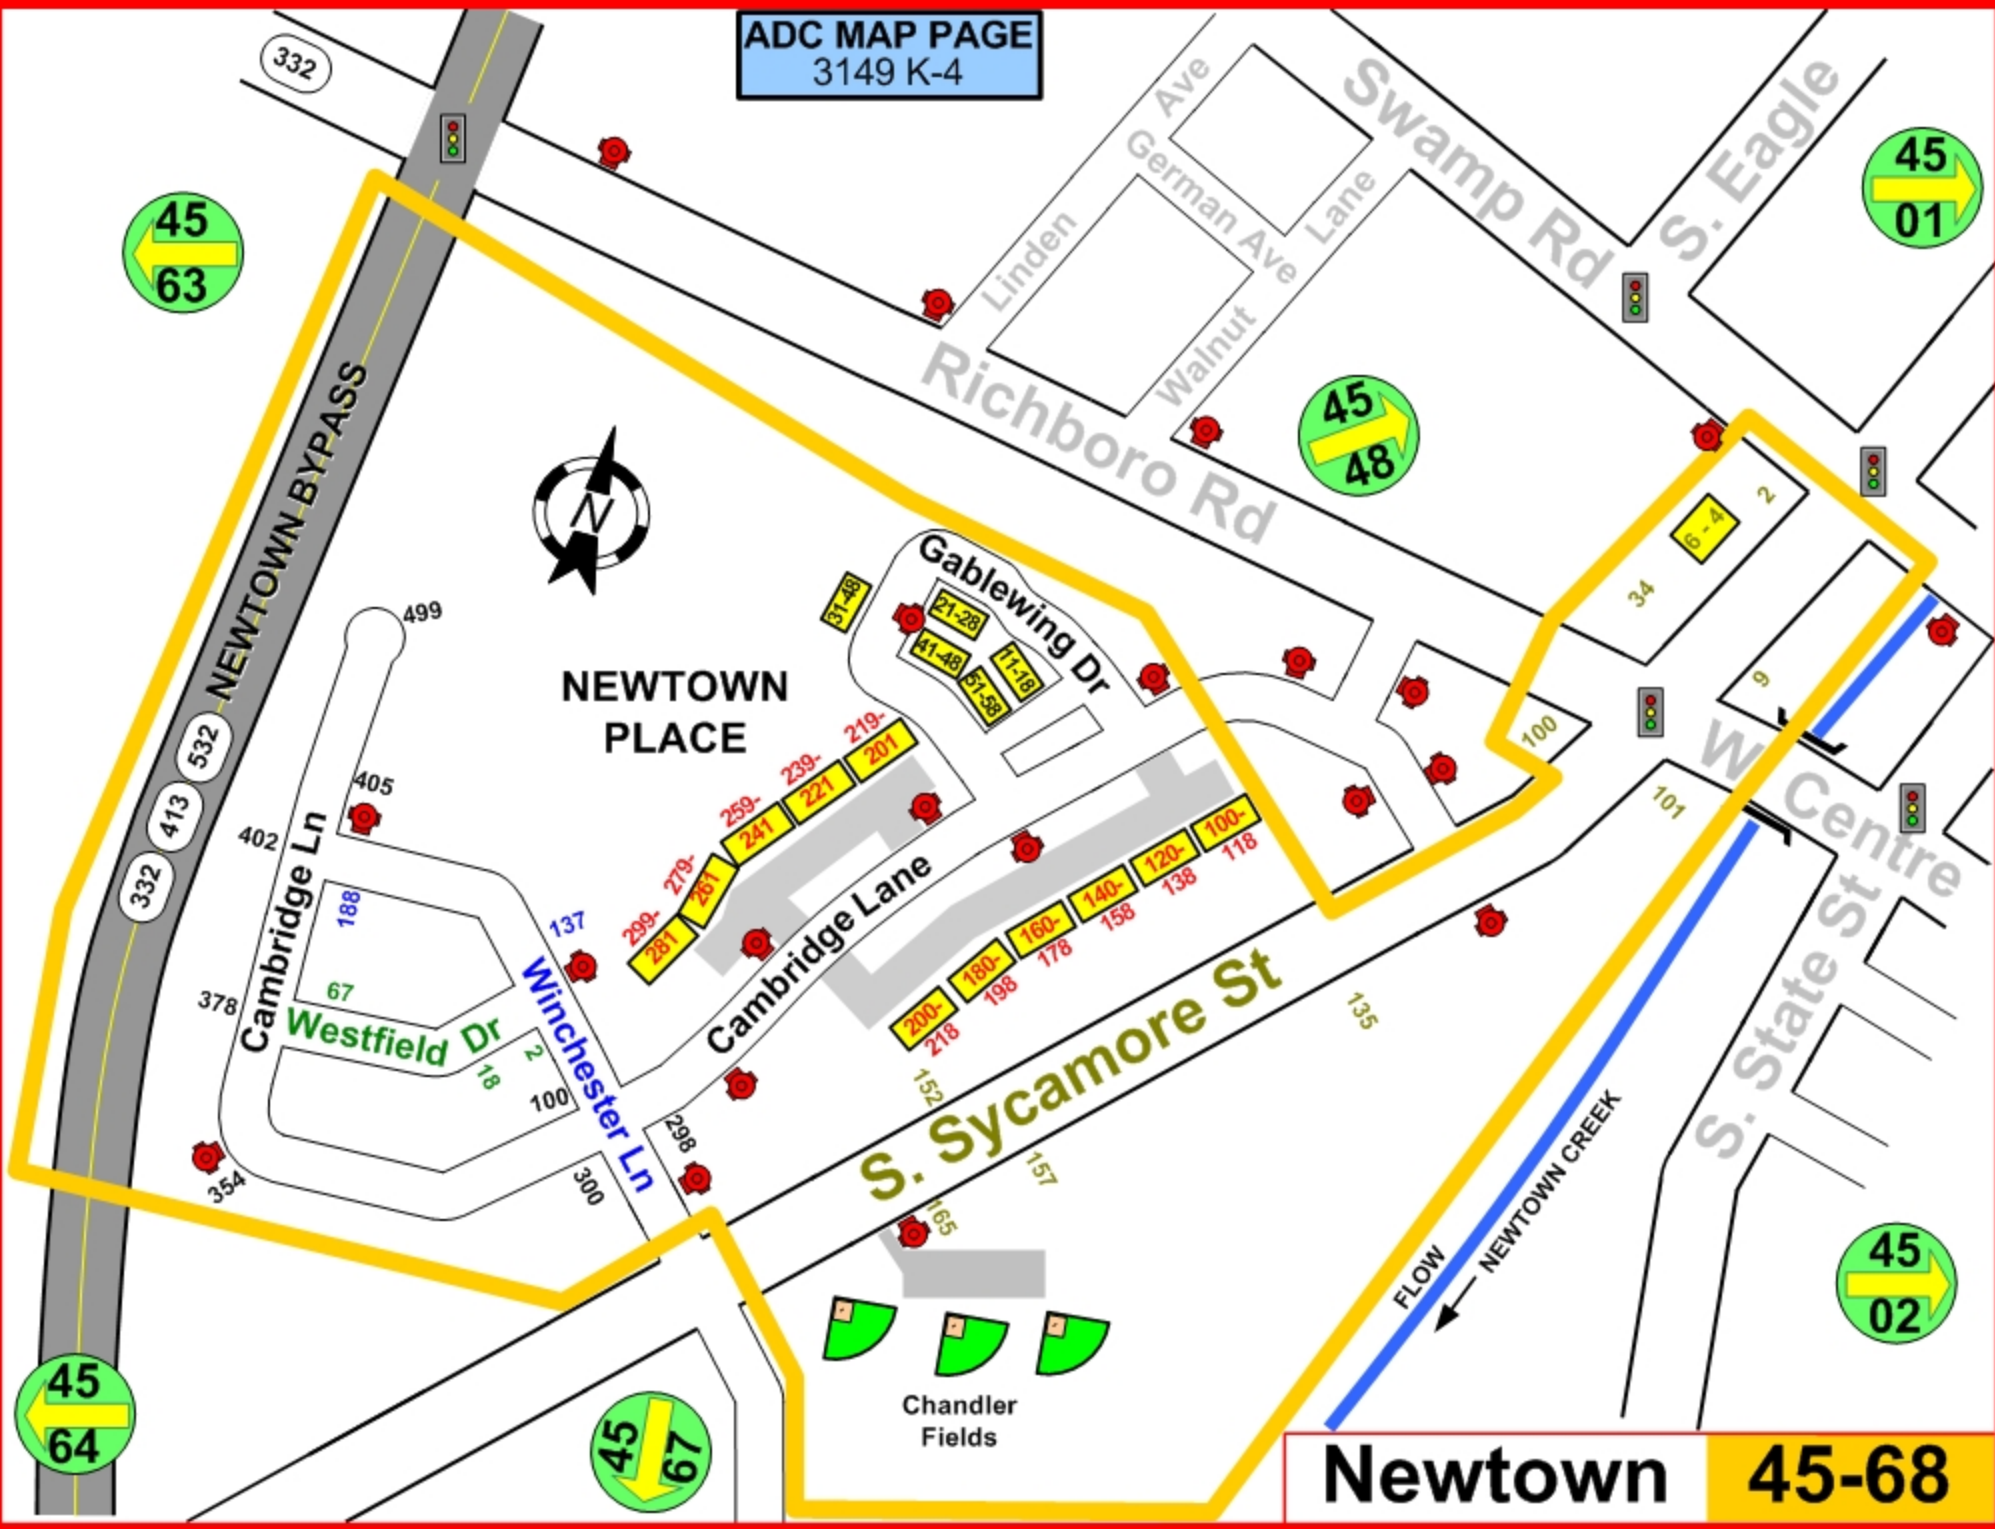 ADC MAP PAGE
3149 K-4
332
45
63
45
01
Swamp Rd
S. Eagle
Linden
Ave
German Ave
Walnut
Lane
Richboro Rd
45
48
2
6 - 4
34
9
100
101
W. Centre
S. State St
NEWTOWN BYPASS
532
413
332
N
NEWTOWN
PLACE
Gablewing Dr
31-48
21-28
41-48
11-18
51-58
499
405
402
Cambridge Ln
188
137
378
67
Westfield Dr
2
18
100
Winchester Ln
354
300
298
219-
201
239-
221
259-
241
279-
261
299-
281
Cambridge Lane
100-
118
120-
138
140-
158
160-
178
180-
198
200-
218
S. Sycamore St
152
157
165
135
Chandler
Fields
FLOW
NEWTOWN CREEK
45
02
45
64
45
67
Newtown 45-68